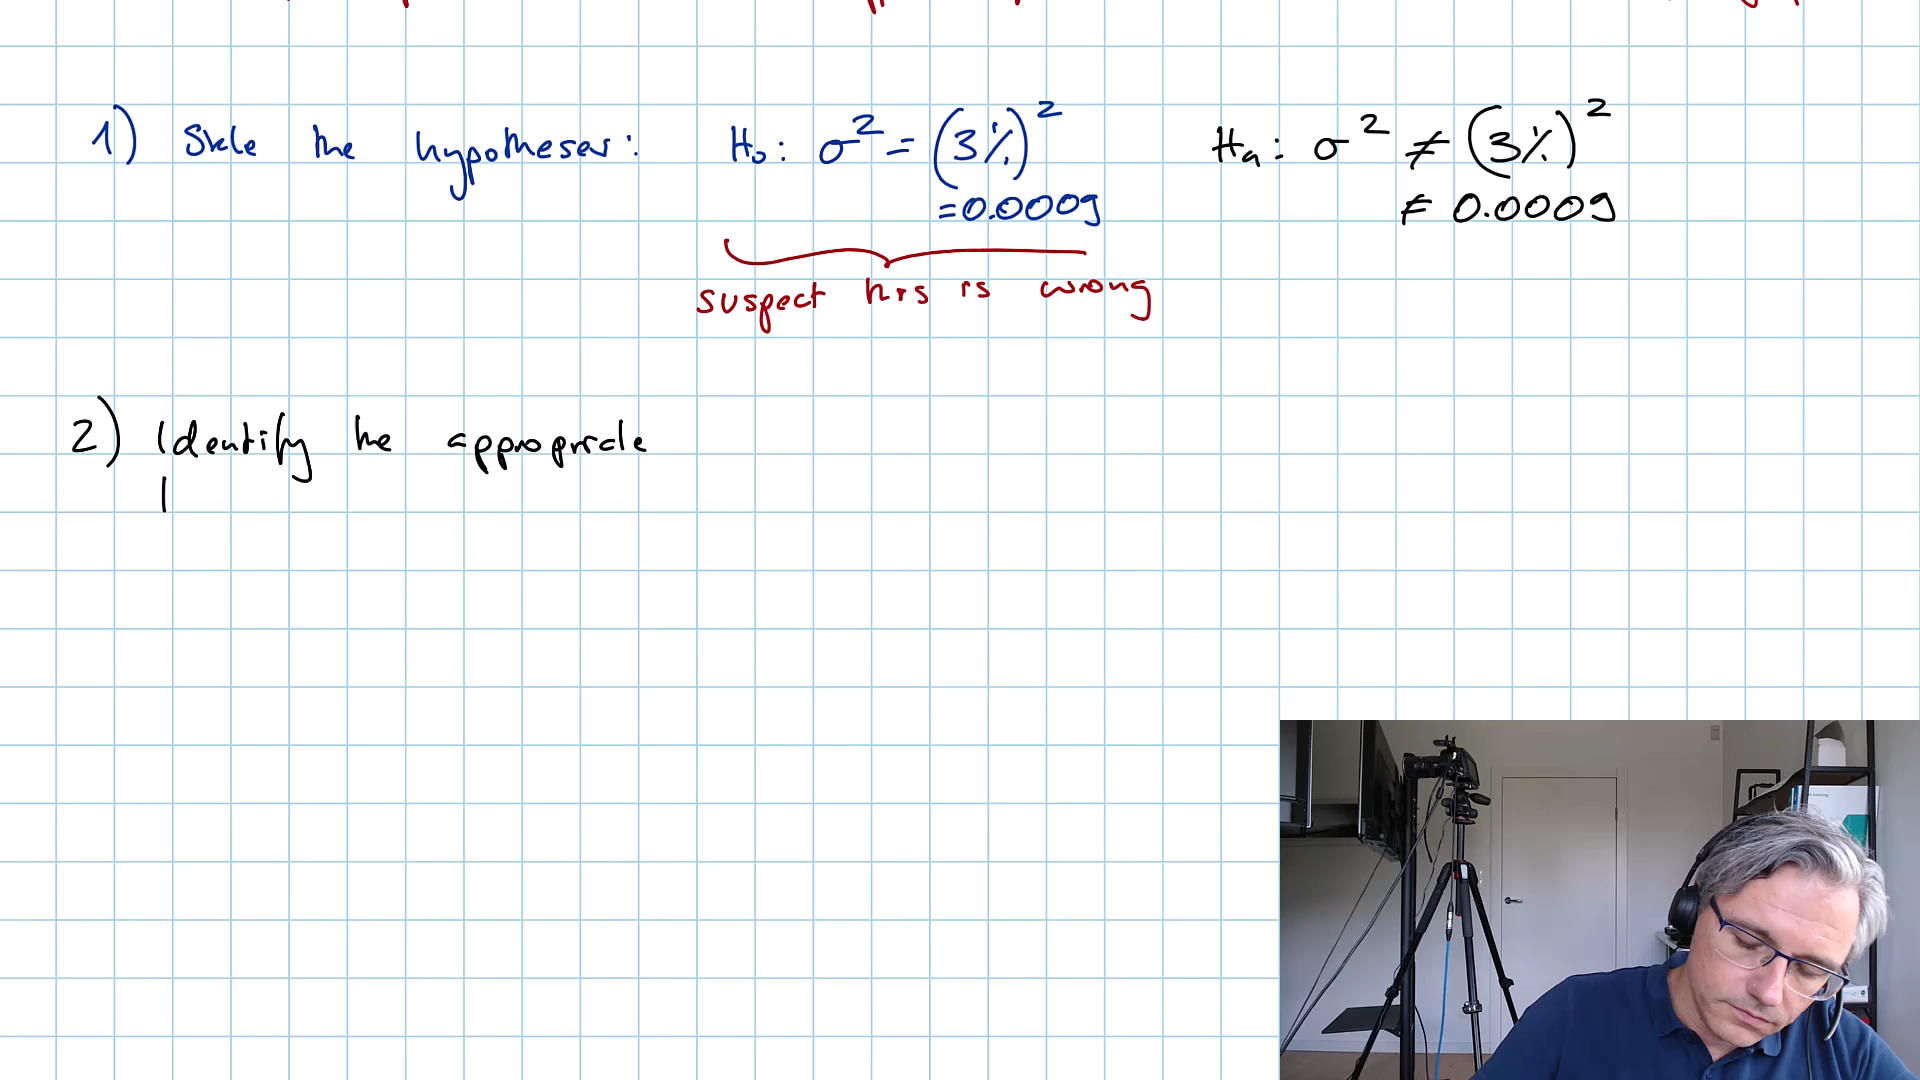 1) State the hypotheses: H₀: σ² = (3%)² Hₐ: σ² ≠ (3%)²
=0.0009 ≠ 0.0009
suspect this is wrong
2) Identify the appropriate